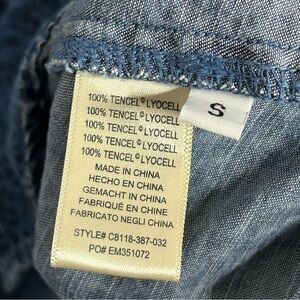 100% TENCEL® LYOCELL
100% TENCEL® LYOCELL
100% TENCEL® LYOCELL
100% TENCEL® LYOCELL
100% TENCEL® LYOCELL
MADE IN CHINA
HECHO EN CHINA
GEMACHT IN CHINA
FABRIQUÉ EN CHINE
FABRICATO NEGLI CHINA
STYLE# C8118-387-032
PO# EM351072
S